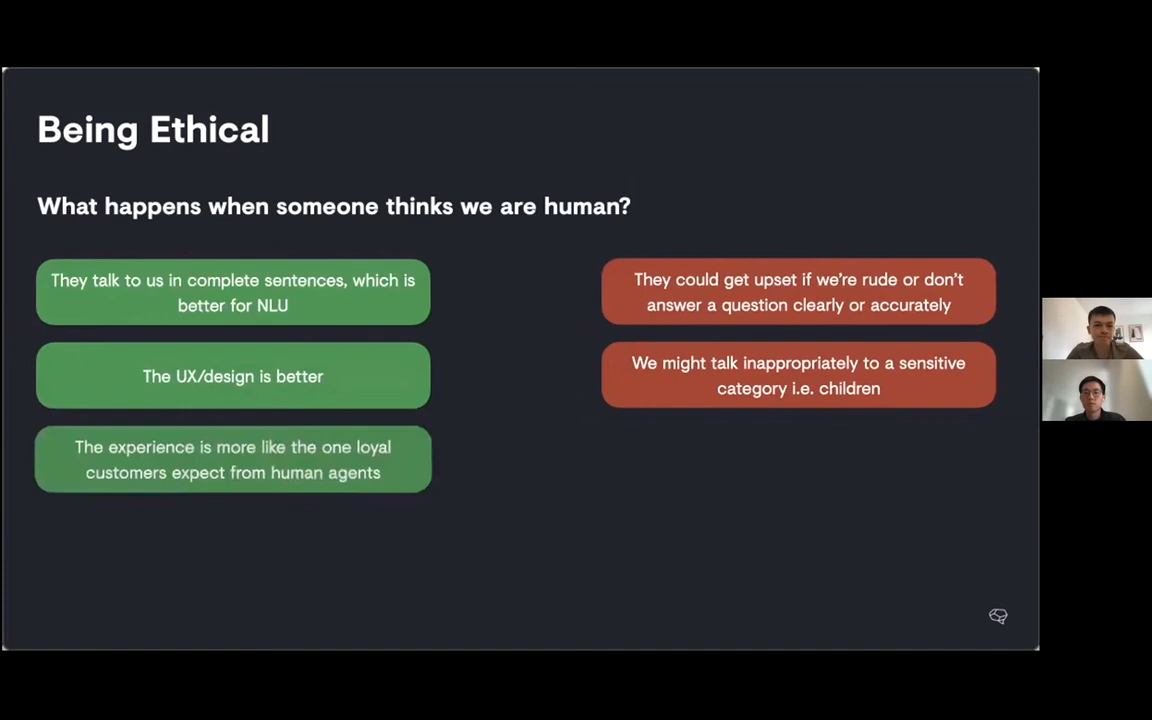 Being Ethical
What happens when someone thinks we are human?
They talk to us in complete sentences, which is
better for NLU
The UX/design is better
The experience is more like the one loyal
customers expect from human agents
They could get upset if we're rude or don't
answer a question clearly or accurately
We might talk inappropriately to a sensitive
category i.e. children